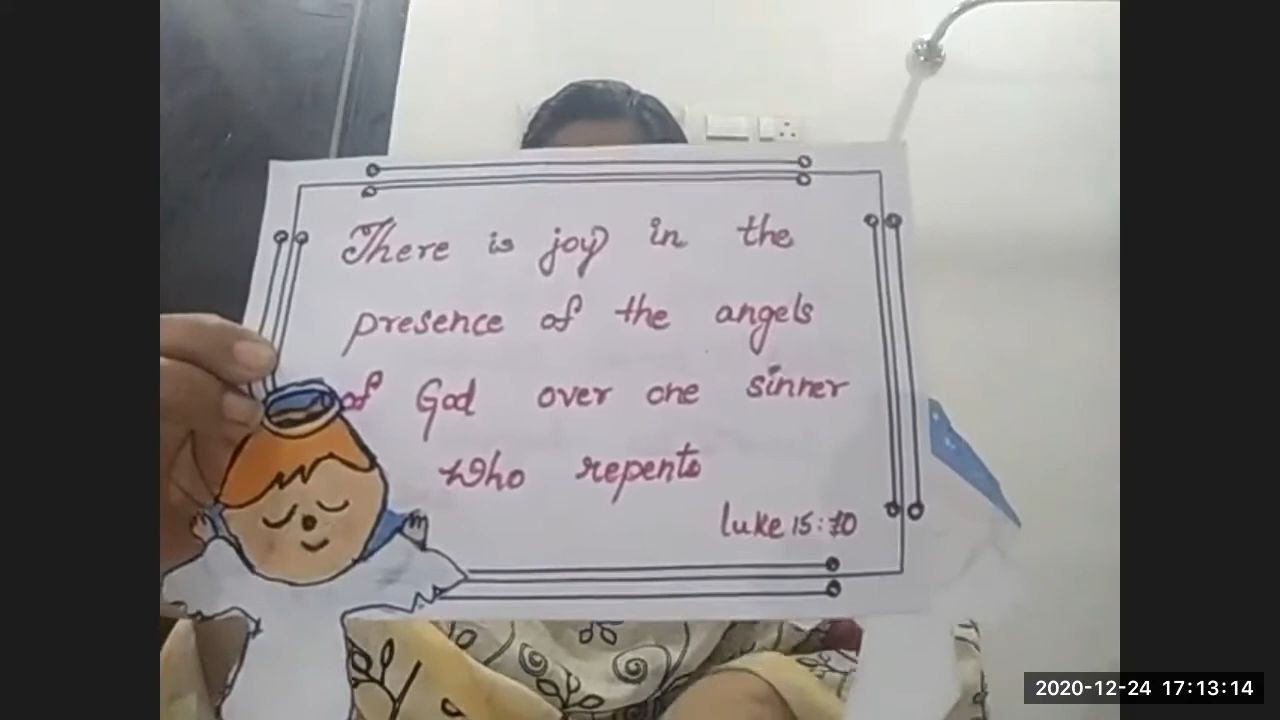 There is joy in the
presence of the angels
of God over one sinner
who repents
luke 15:10
2020-12-24 17:13:14